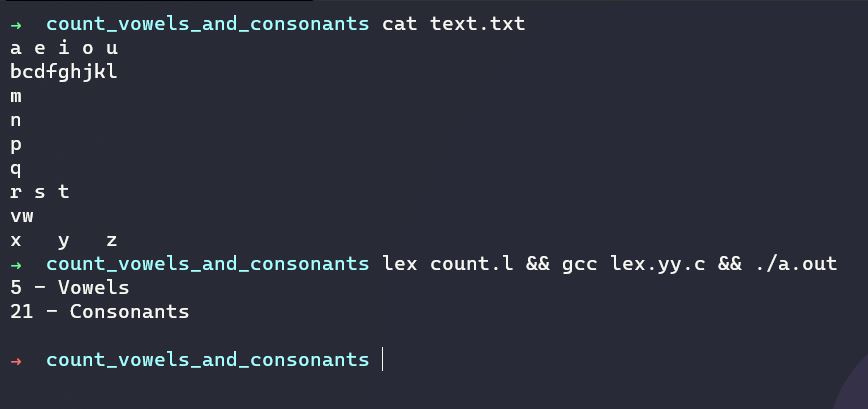 → count_vowels_and_consonants cat text.txt
a e i o u
bcdfghjkl
m
n
p
q
r s t
vw
x   y   z
→ count_vowels_and_consonants lex count.l && gcc lex.yy.c && ./a.out
5 - Vowels
21 - Consonants
→ count_vowels_and_consonants